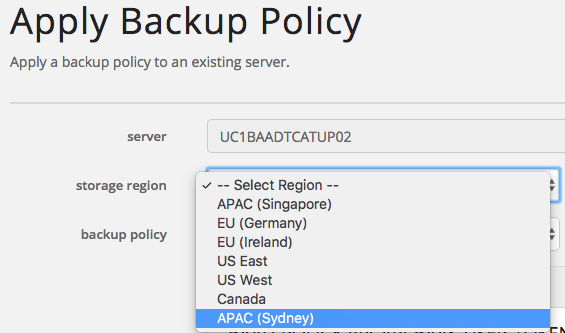 Apply Backup Policy
Apply a backup policy to an existing server.
server
UC1BAADTCATUP02
storage region
✓ -- Select Region --
APAC (Singapore)
EU (Germany)
backup policy
EU (Ireland)
US East
US West
Canada
APAC (Sydney)